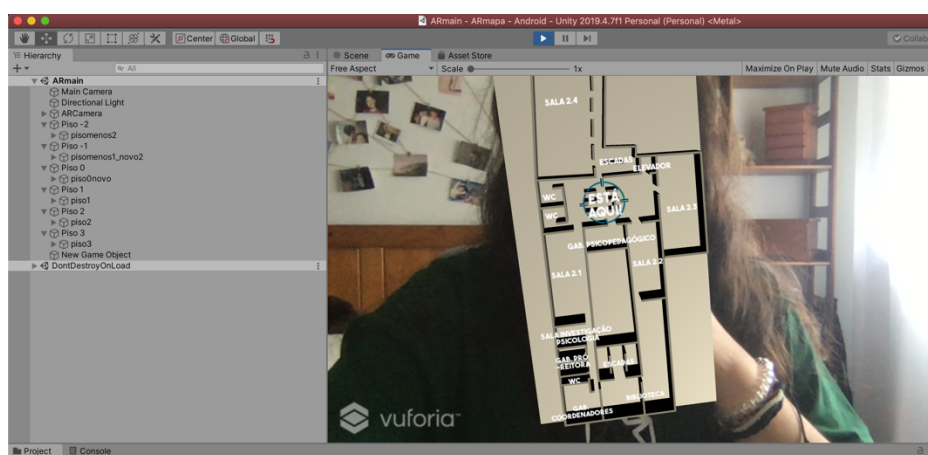 ARmain - ARmapa - Android - Unity 2019.4.7f1 Personal (Personal) <Metal>
Center Global Collab
Hierarchy Scene Game Asset Store
All Free Aspect Scale 1x Maximize On Play Mute Audio Stats Gizmos
ARmain
Main Camera
Directional Light
ARCamera
Piso -2
pisomenos2
Piso -1
pisomenos1_novo2
Piso 0
piso0novo
Piso 1
piso1
Piso 2
piso2
Piso 3
piso3
New Game Object
DontDestroyOnLoad
SALA 2.4
ESCADAS
ELEVADOR
WC
ESTÁ
AQUI!
WC
SALA 2.3
GAB. PSICOPEDAGÓGICO
SALA 2.1
SALA 2.2
SALA INVESTIGAÇÃO
PSICOLOGIA
GAB. PRÓ
-REITORA
ESCADAS
WC
BIBLIOTECA
GAB.
COORDENADORES
vuforia™
Project Console